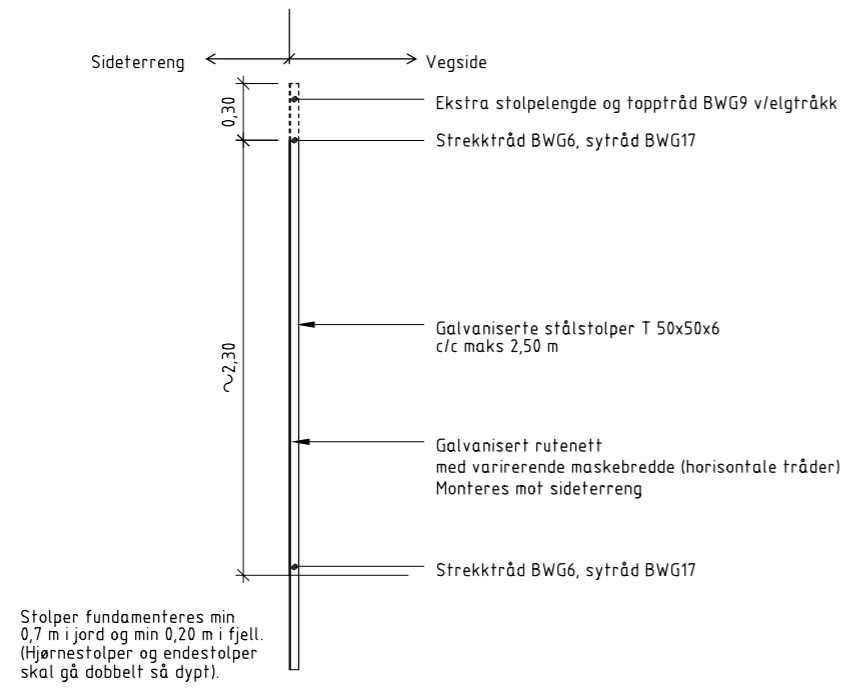 Sideterreng
Vegside
0,30
Ekstra stolpelengde og topptråd BWG9 v/elgtråkk
Strekktråd BWG6, sytråd BWG17
~2,30
Galvaniserte stålstolper T 50x50x6
c/c maks 2,50 m
Galvanisert rutenett
med varirerende maskebredde (horisontale tråder)
Monteres mot sideterreng
Strekktråd BWG6, sytråd BWG17
Stolper fundamenteres min
0,7 m i jord og min 0,20 m i fjell.
(Hjørnestolper og endestolper
skal gå dobbelt så dypt).